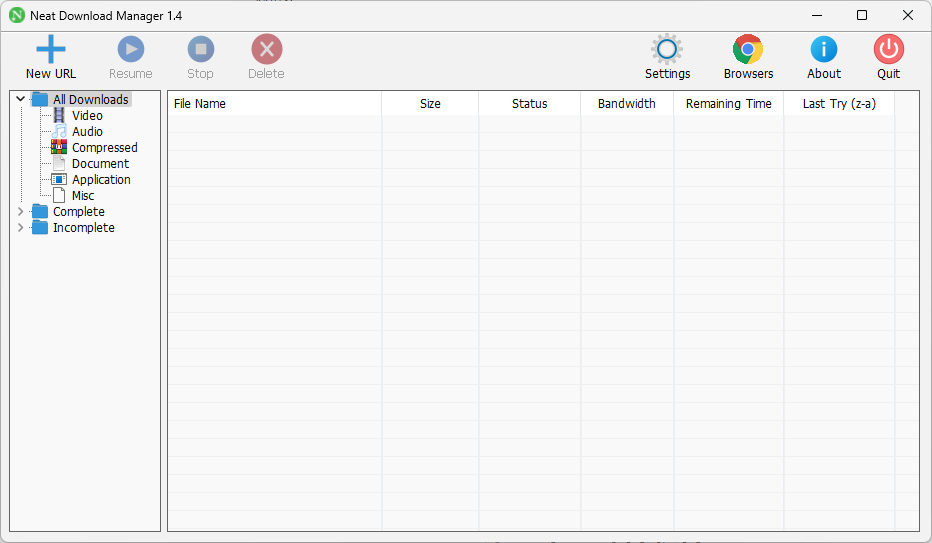 Neat Download Manager 1.4
New URL Resume Stop Delete Settings Browsers About Quit
File Name Size Status Bandwidth Remaining Time Last Try (z-a)
All Downloads
Video
Audio
Compressed
Document
Application
Misc
Complete
Incomplete